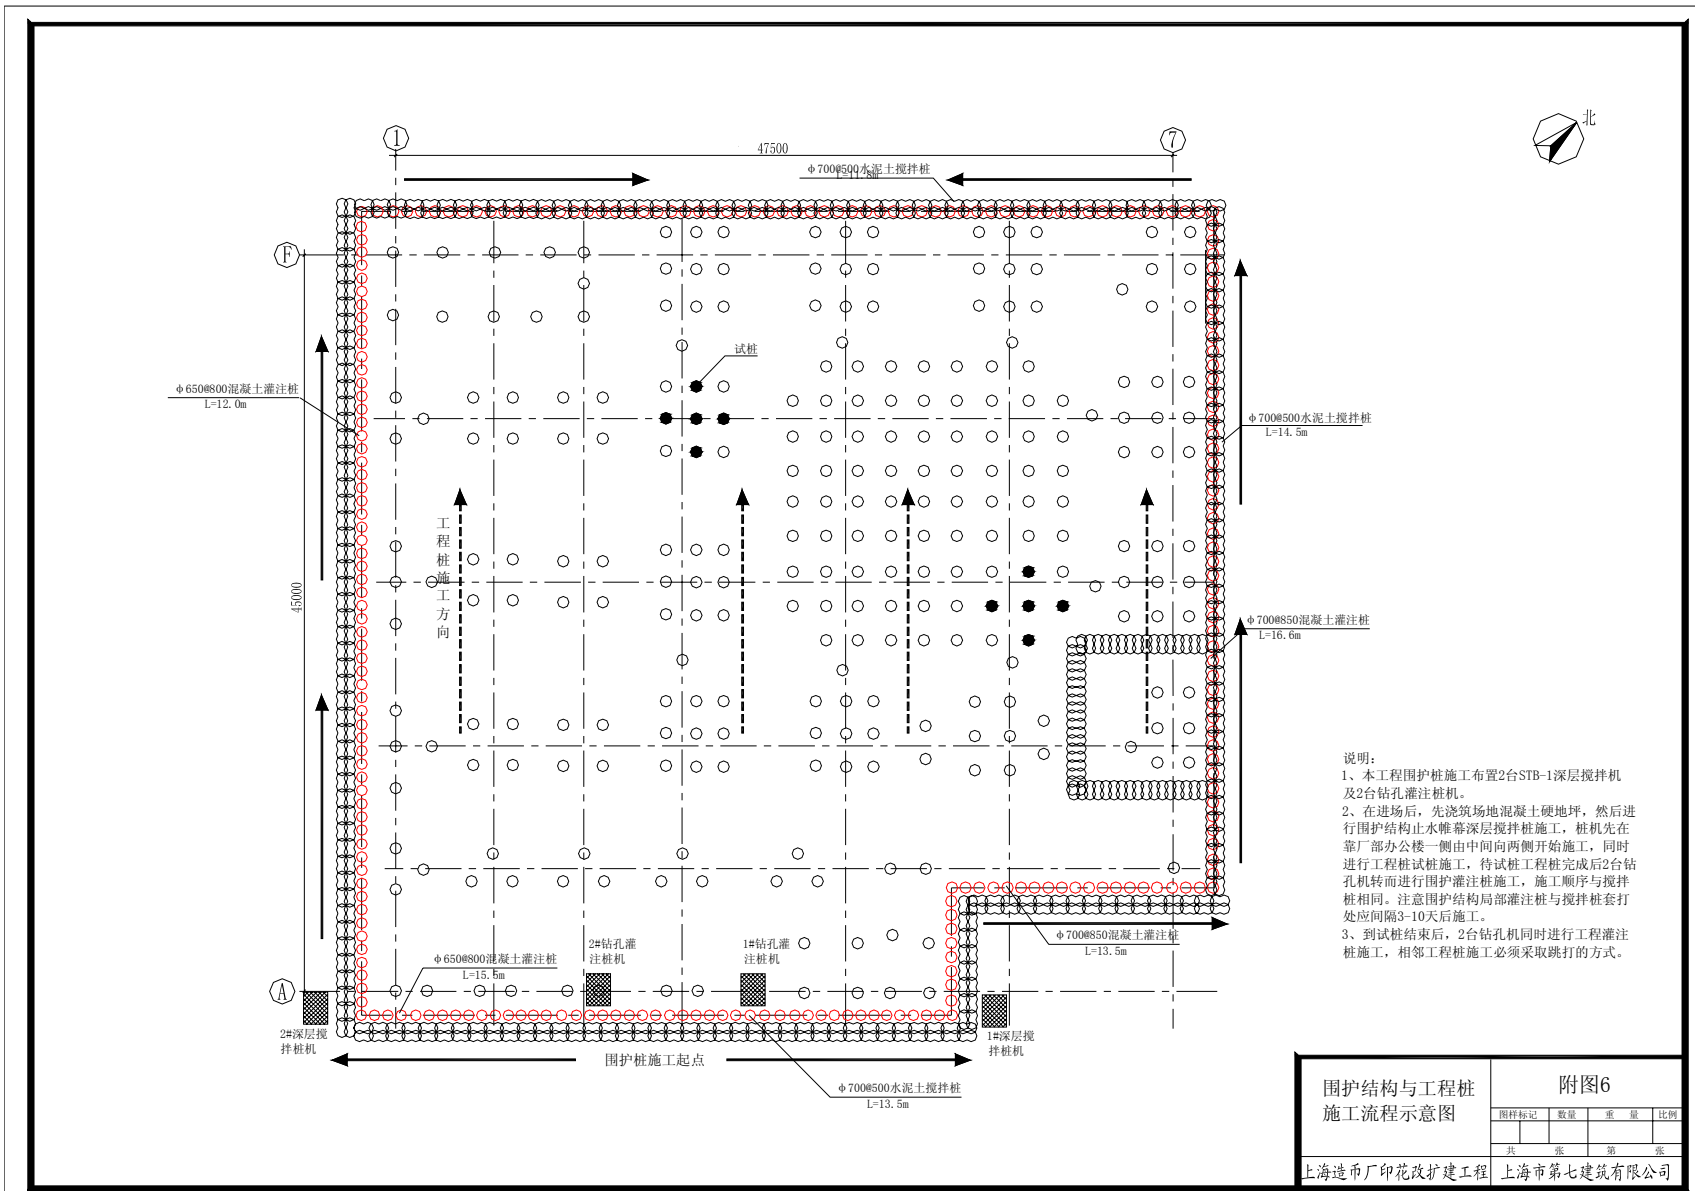 北
1
7
47500
φ700@500水泥土搅拌桩
L=11.8m
F
试桩
φ650@800混凝土灌注桩
L=12.0m
φ700@500水泥土搅拌桩
L=14.5m
工程桩施工方向
45000
φ700@850混凝土灌注桩
L=16.6m
说明：
1、本工程围护桩施工布置2台STB-1深层搅拌机
及2台钻孔灌注桩机。
2、在进场后，先浇筑场地混凝土硬地坪，然后进
行围护结构止水帷幕深层搅拌桩施工，桩机先在
靠厂部办公楼一侧由中间向两侧开始施工，同时
进行工程桩试桩施工，待试桩工程桩完成后2台钻
孔机转而进行围护灌注桩施工，施工顺序与搅拌
桩相同。注意围护结构局部灌注桩与搅拌桩套打
处应间隔3-10天后施工。
3、到试桩结束后，2台钻孔机同时进行工程灌注
桩施工，相邻工程桩施工必须采取跳打的方式。
φ700@850混凝土灌注桩
L=13.5m
2#钻孔灌
注桩机
1#钻孔灌
注桩机
φ650@800混凝土灌注桩
L=15.5m
A
2#深层搅
拌桩机
1#深层搅
拌桩机
围护桩施工起点
φ700@500水泥土搅拌桩
L=13.5m
围护结构与工程桩
施工流程示意图
附图6
图样标记 数量 重 量 比例
共 张 第 张
上海造币厂印花改扩建工程 上海市第七建筑有限公司